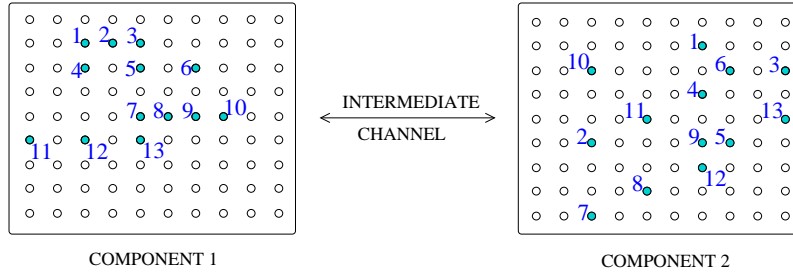 1 2 3
4 5 6
7 8 9 10
11 12 13
COMPONENT 1
INTERMEDIATE
CHANNEL
1
10 6 3
4
11 13
2 9 5
12
8
7
COMPONENT 2